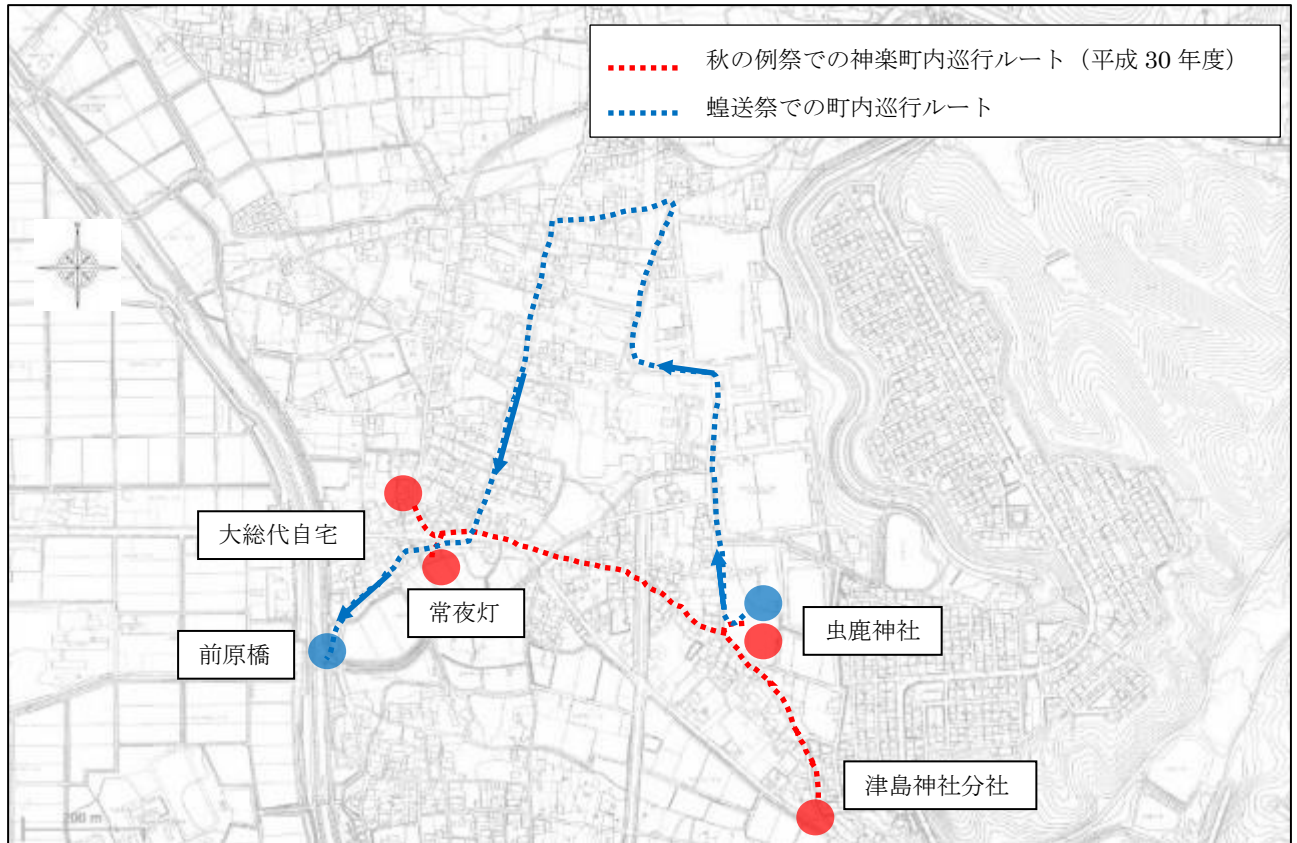 秋の例祭での神楽町内巡行ルート（平成 30 年度）
蝗送祭での町内巡行ルート
大総代自宅
常夜灯
虫鹿神社
前原橋
津島神社分社
200 m